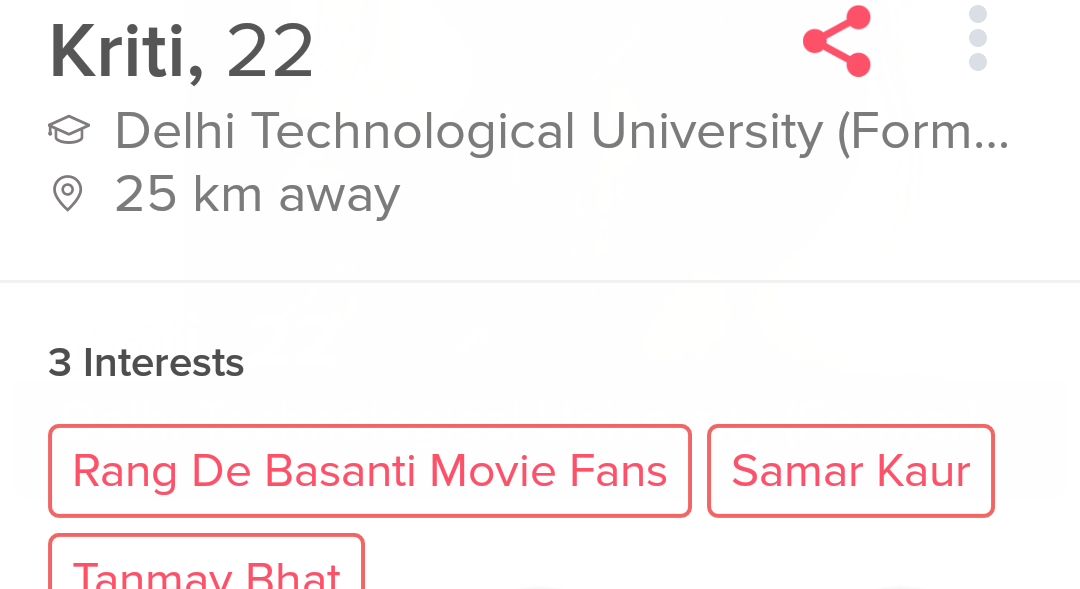 Kriti, 22
Delhi Technological University (Form...
25 km away
3 Interests
Rang De Basanti Movie Fans
Samar Kaur
Tanmay Bhat